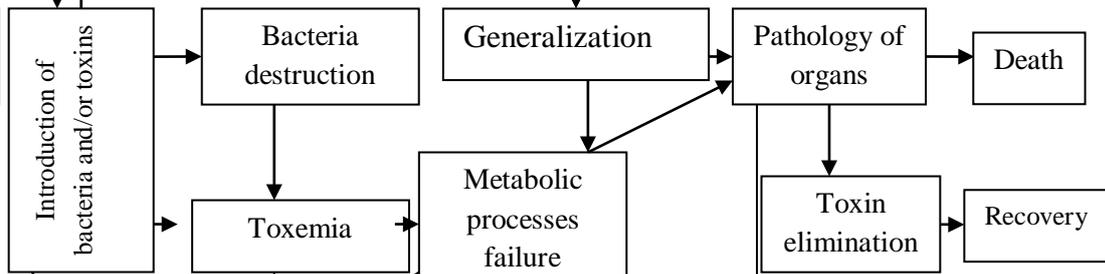 Introduction of
bacteria and/or toxins
Bacteria
destruction
Generalization
Pathology of
organs
Death
Toxemia
Metabolic
processes
failure
Toxin
elimination
Recovery